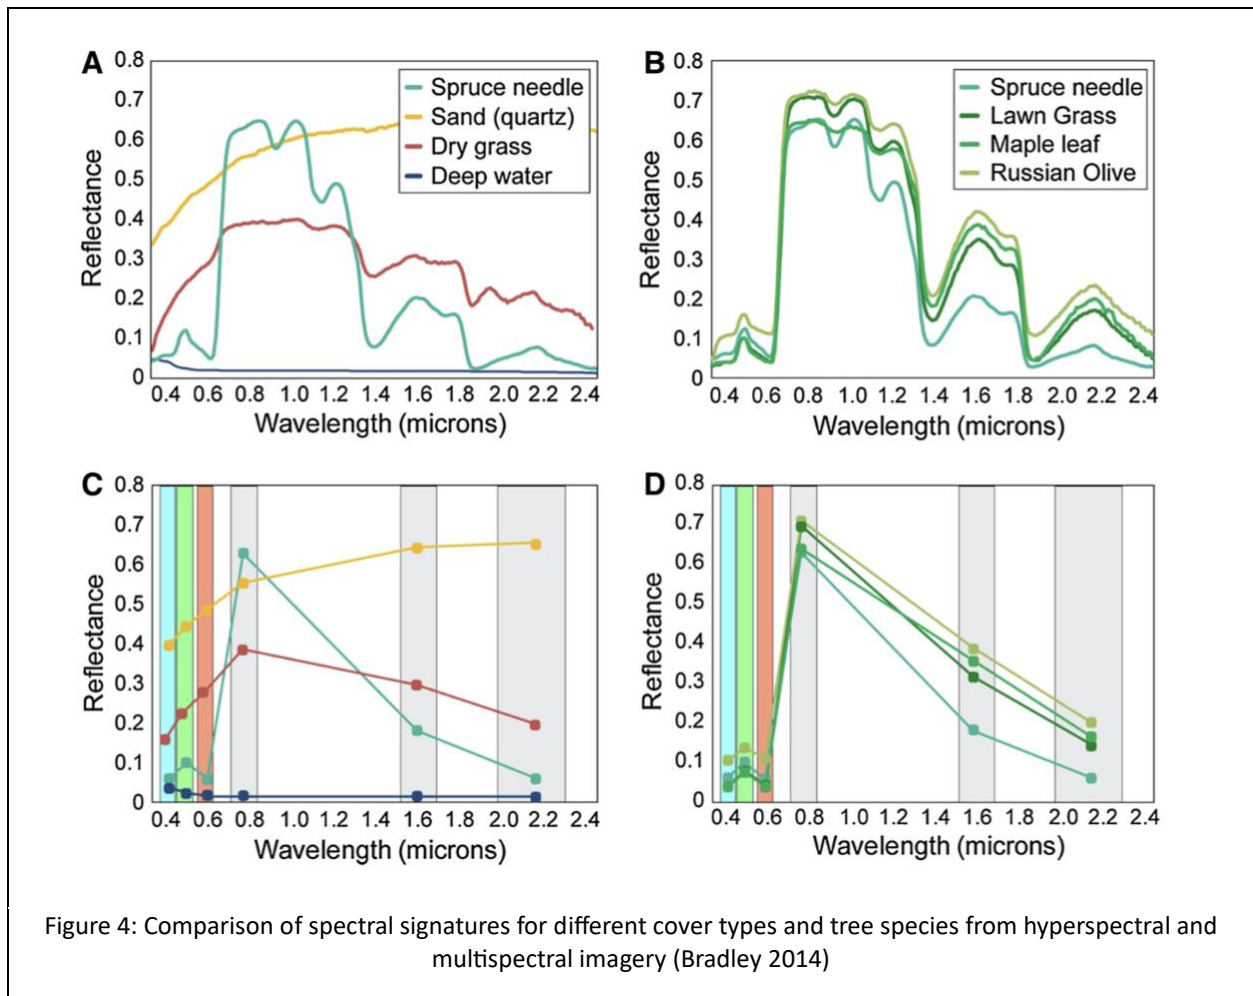 A
0.8
0.7
0.6
0.5
0.4
0.3
0.2
0.1
0
Reflectance
Spruce needle
Sand (quartz)
Dry grass
Deep water
0.4 0.6 0.8 1.0 1.2 1.4 1.6 1.8 2.0 2.2 2.4
Wavelength (microns)
B
0.8
0.7
0.6
0.5
0.4
0.3
0.2
0.1
0
Reflectance
Spruce needle
Lawn Grass
Maple leaf
Russian Olive
0.4 0.6 0.8 1.0 1.2 1.4 1.6 1.8 2.0 2.2 2.4
Wavelength (microns)
C
0.8
0.7
0.6
0.5
0.4
0.3
0.2
0.1
0
Reflectance
0.4 0.6 0.8 1.0 1.2 1.4 1.6 1.8 2.0 2.2 2.4
Wavelength (microns)
D
0.8
0.7
0.6
0.5
0.4
0.3
0.2
0.1
0
Reflectance
0.4 0.6 0.8 1.0 1.2 1.4 1.6 1.8 2.0 2.2 2.4
Wavelength (microns)
Figure 4: Comparison of spectral signatures for different cover types and tree species from hyperspectral and
multispectral imagery (Bradley 2014)